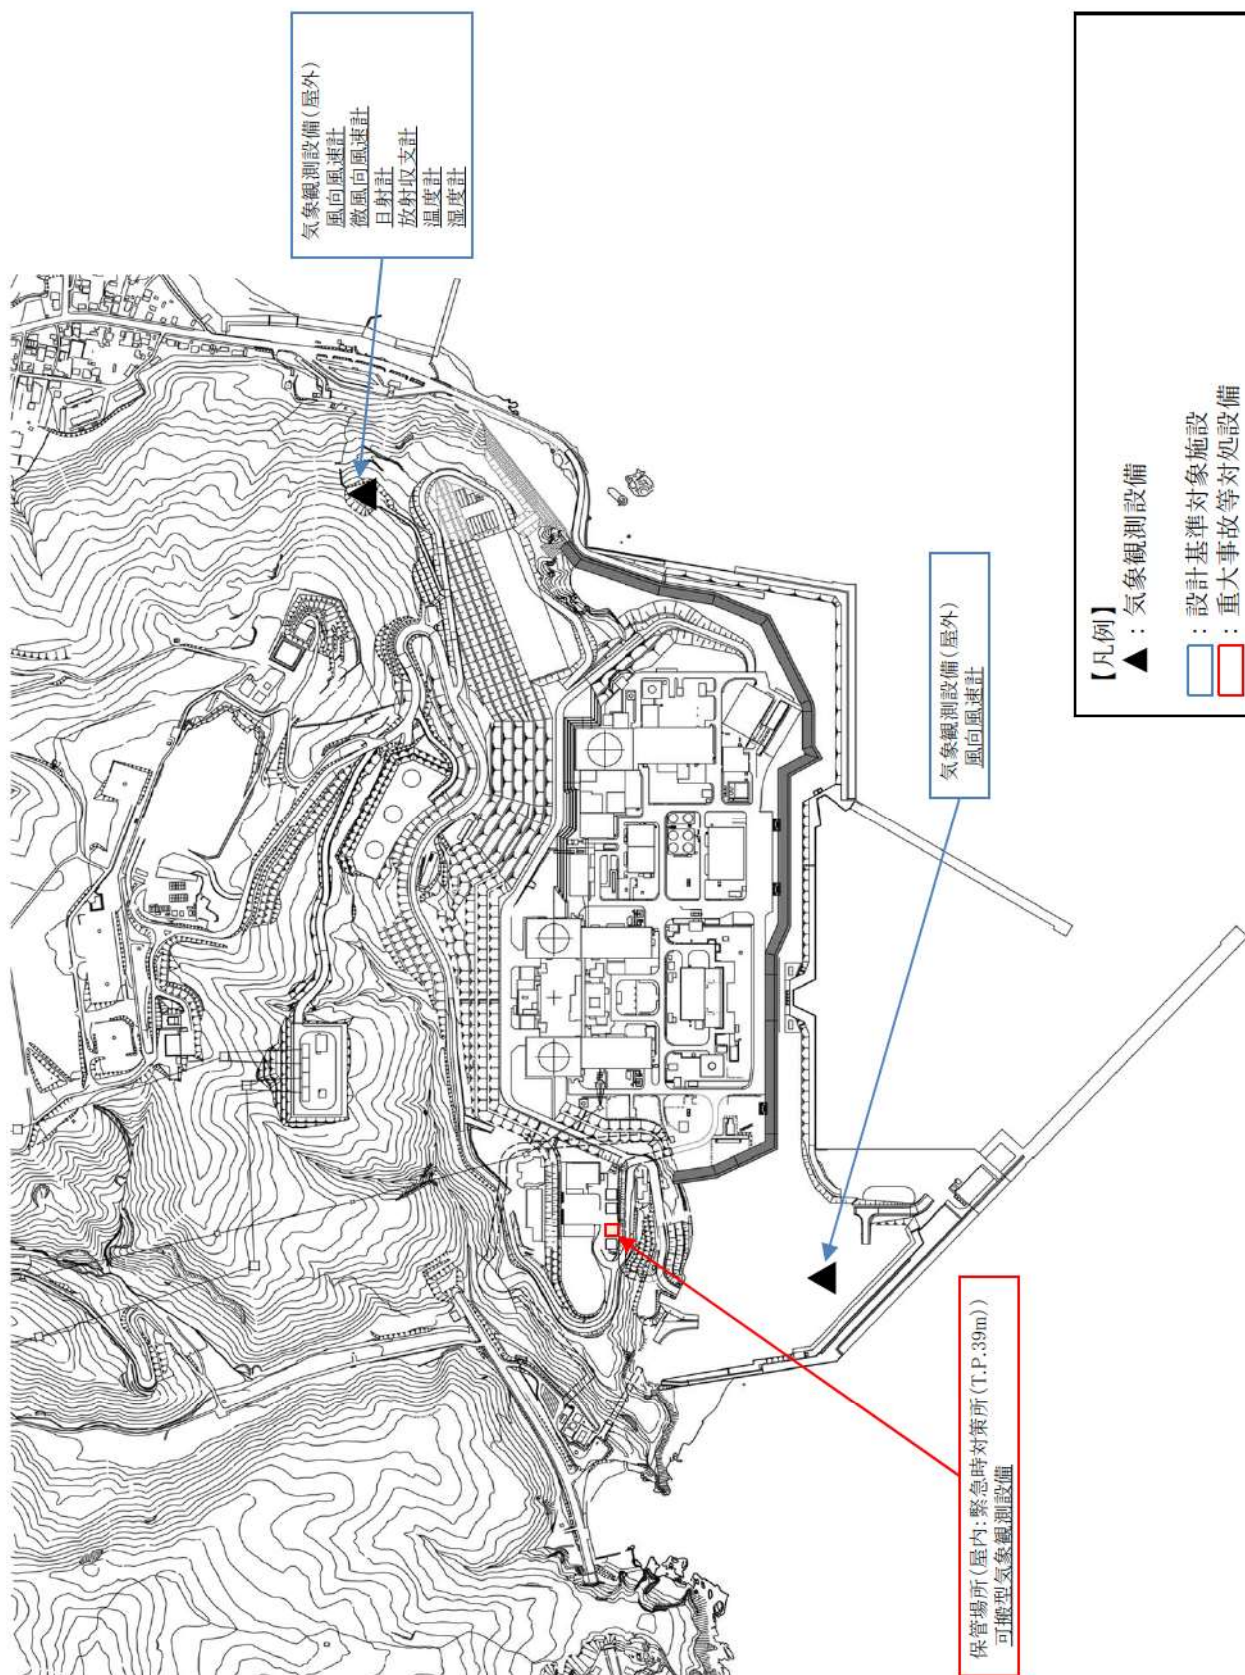 気象観測設備(屋外)
風向風速計
微風向風速計
日射計
放射収支計
温度計
湿度計
気象観測設備(屋外)
風向風速計
保管場所(屋内:緊急時対策所(T.P.39m))
可搬型気象観測設備
【凡例】
▲:気象観測設備
:設計基準対象施設
:重大事故等対処設備